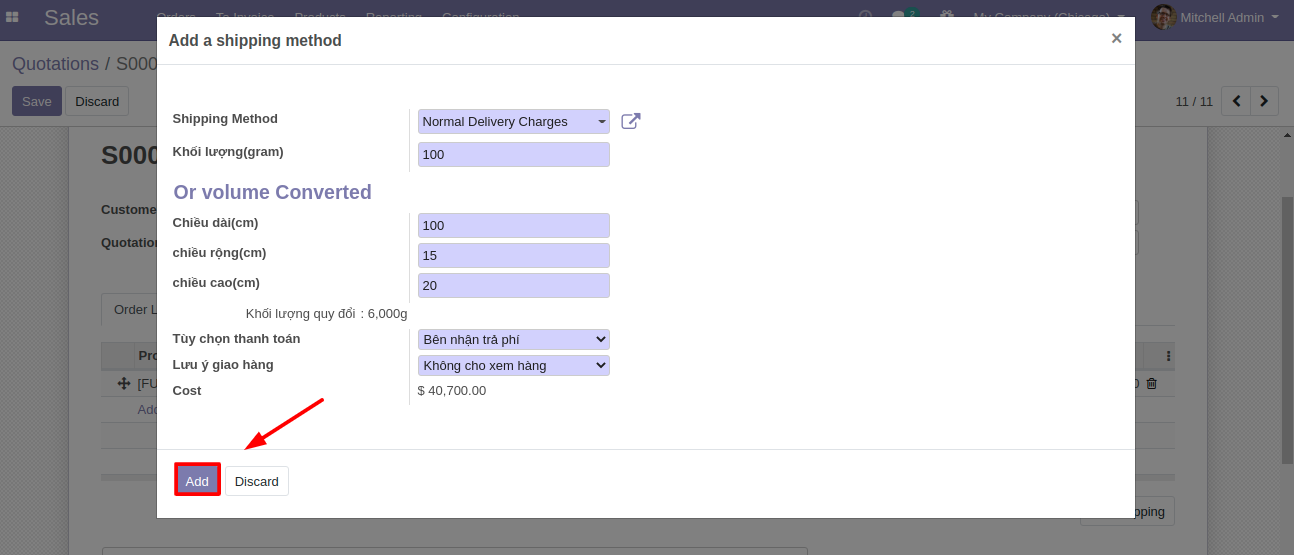 Sales Orders To Invoice Products Reporting Configuration 2 My Company (Chicago) Mitchell Admin
Add a shipping method ×
Quotations / S000
Save Discard 11 / 11
S000
Shipping Method Normal Delivery Charges
Khối lượng(gram) 100
Or volume Converted
Custome
Chiều dài(cm) 100
Quotation
chiều rộng(cm) 15
chiều cao(cm) 20
Order L
Khối lượng quy đổi : 6,000g
Tùy chọn thanh toán Bên nhận trả phí
Pro
Lưu ý giao hàng Không cho xem hàng
[FU
Cost $ 40,700.00
Add
Add Discard
pping